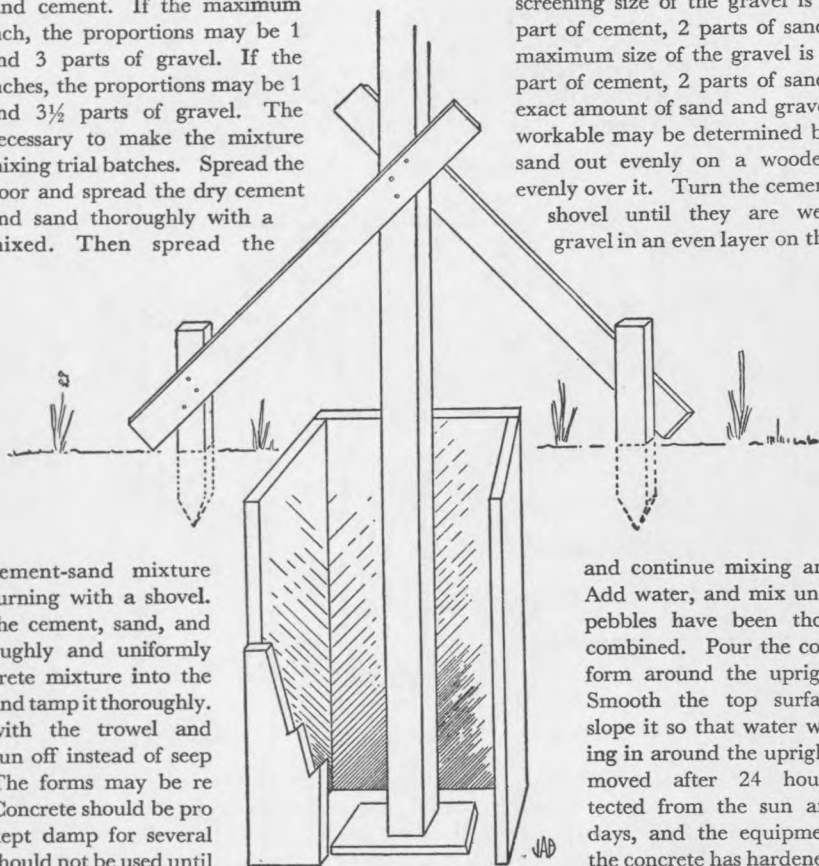 nd cement. If the maximum screening size of the gravel is
nch, the proportions may be 1 part of cement, 2 parts of sand
nd 3 parts of gravel. If the maximum size of the gravel is
nches, the proportions may be 1 part of cement, 2 parts of sand
nd 3½ parts of gravel. The exact amount of sand and grave
ecessary to make the mixture workable may be determined b
nixing trial batches. Spread the sand out evenly on a woode
oor and spread the dry cement evenly over it. Turn the cemen
nd sand thoroughly with a shovel until they are we
nixed. Then spread the gravel in an even layer on th
ement-sand mixture and continue mixing an
urning with a shovel. Add water, and mix un
he cement, sand, and pebbles have been tho
oughly and uniformly combined. Pour the co
rete mixture into the form around the uprig
nd tamp it thoroughly. Smooth the top surfa
vith the trowel and slope it so that water w
un off instead of seep ing in around the uprigh
The forms may be re moved after 24 hou
Concrete should be pro tected from the sun a
ept damp for several days, and the equipme
hould not be used until the concrete has hardene
JAB